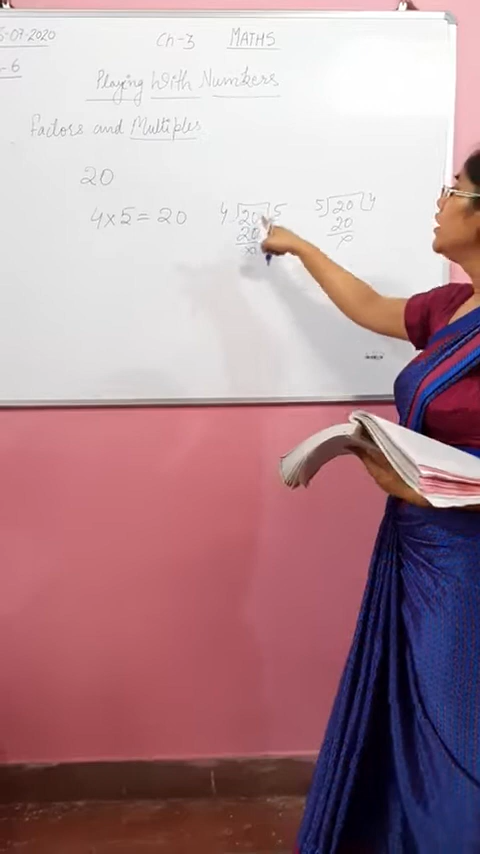 -07-2020
Ch-3 MATHS
-6
Playing With Numbers
Factors and Multiples
20
4×5=20
4 20 5
20
×
5 20 4
20
×